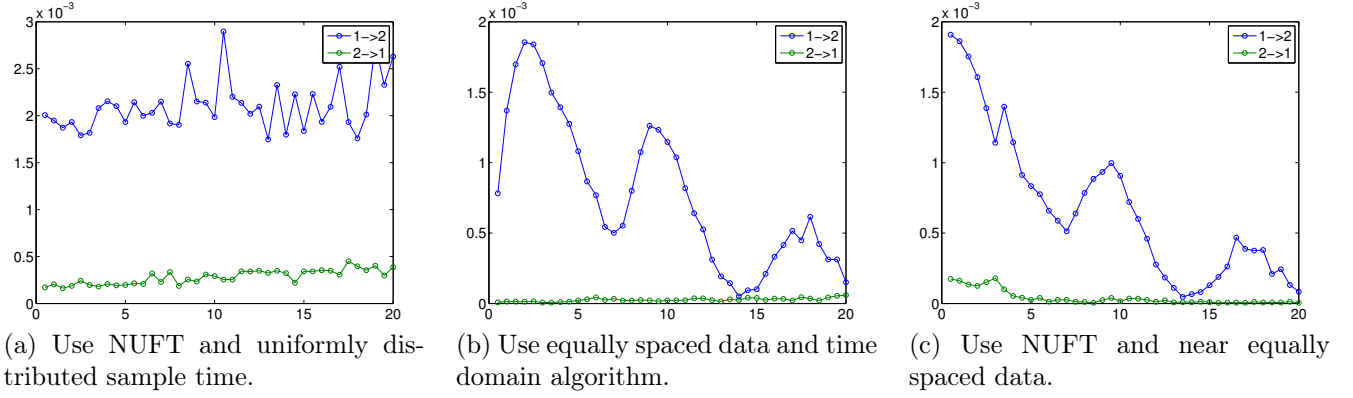 x 10⁻³
3
2.5
2
1.5
1
0.5
0
0 5 10 15 20
1−>2
2−>1
x 10⁻³
2
1.5
1
0.5
0
0 5 10 15 20
1−>2
2−>1
x 10⁻³
2
1.5
1
0.5
0
0 5 10 15 20
1−>2
2−>1
(a) Use NUFT and uniformly dis-
tributed sample time.
(b) Use equally spaced data and time
domain algorithm.
(c) Use NUFT and near equally
spaced data.